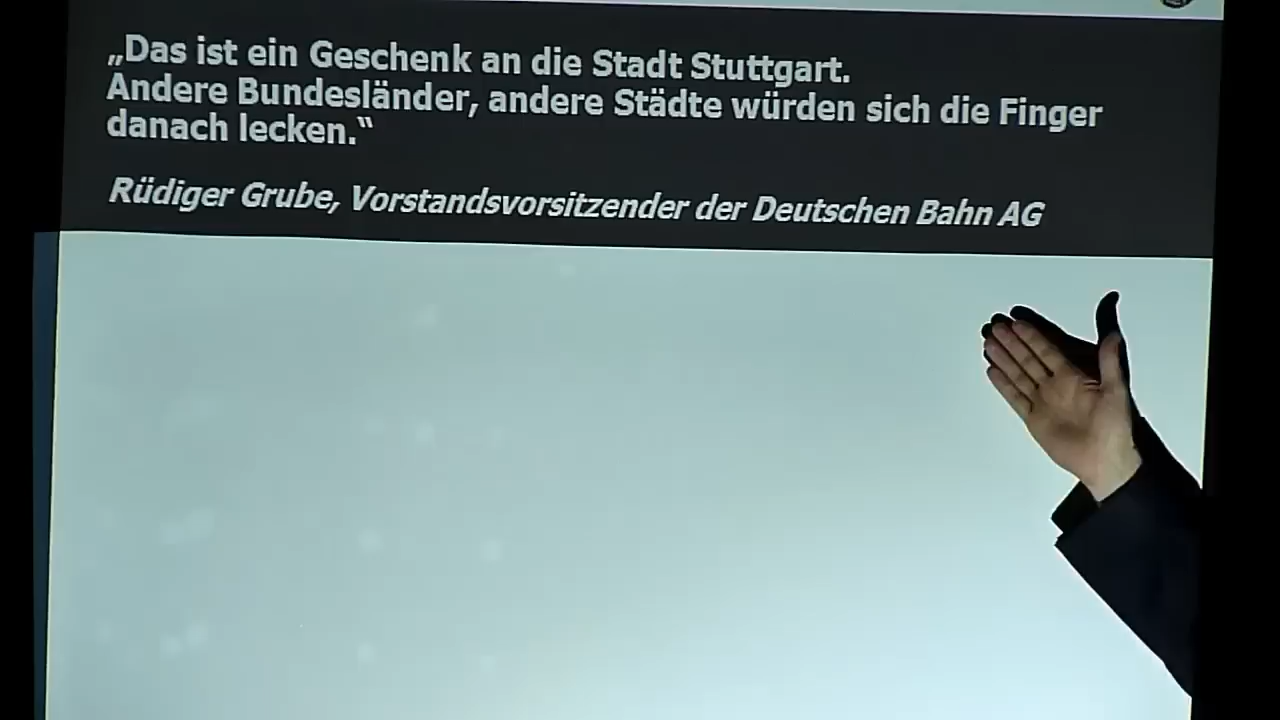 „Das ist ein Geschenk an die Stadt Stuttgart.
Andere Bundesländer, andere Städte würden sich die Finger
danach lecken.“
Rüdiger Grube, Vorstandsvorsitzender der Deutschen Bahn AG